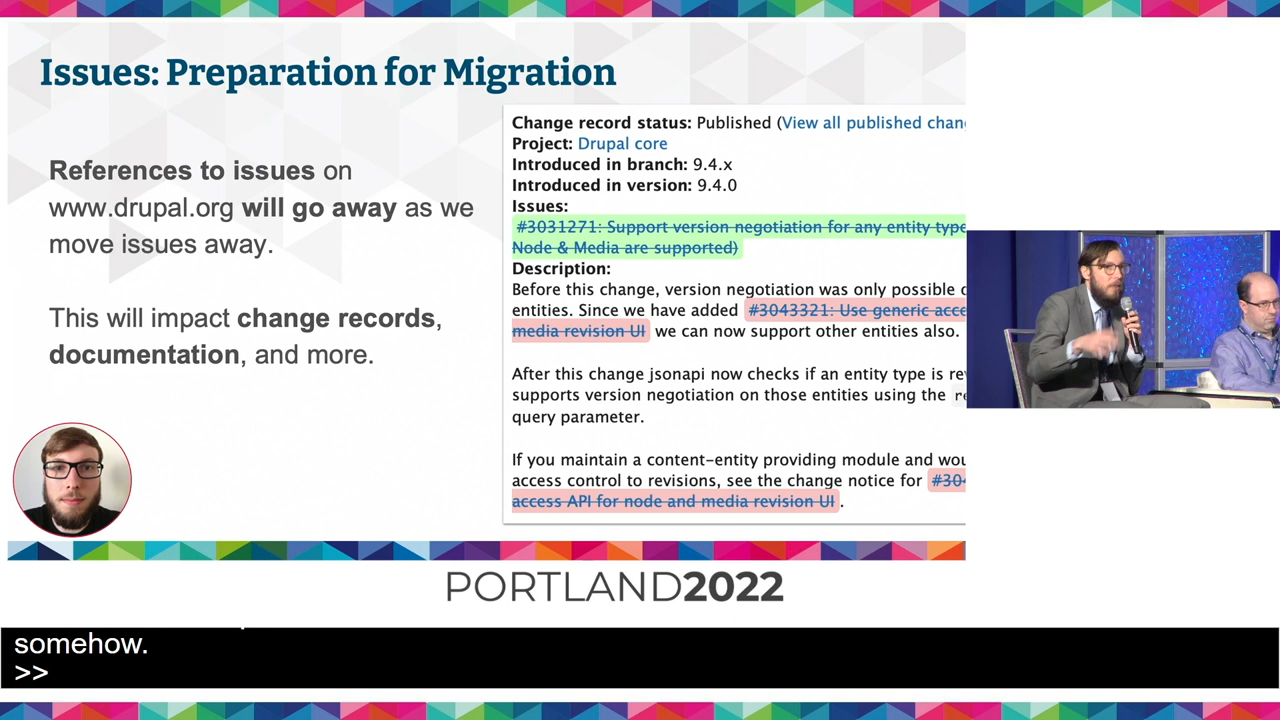 Issues: Preparation for Migration
References to issues on
www.drupal.org will go away as we
move issues away.
This will impact change records,
documentation, and more.
Change record status: Published (View all published chan
Project: Drupal core
Introduced in branch: 9.4.x
Introduced in version: 9.4.0
Issues:
#3031271: Support version negotiation for any entity type
Node & Media are supported)
Description:
Before this change, version negotiation was only possible
entities. Since we have added #3043321: Use generic acce
media revision UI we can now support other entities also.
After this change jsonapi now checks if an entity type is re
supports version negotiation on those entities using the re
query parameter.
If you maintain a content-entity providing module and wou
access control to revisions, see the change notice for #304
access API for node and media revision UI.
PORTLAND2022
somehow.
>>